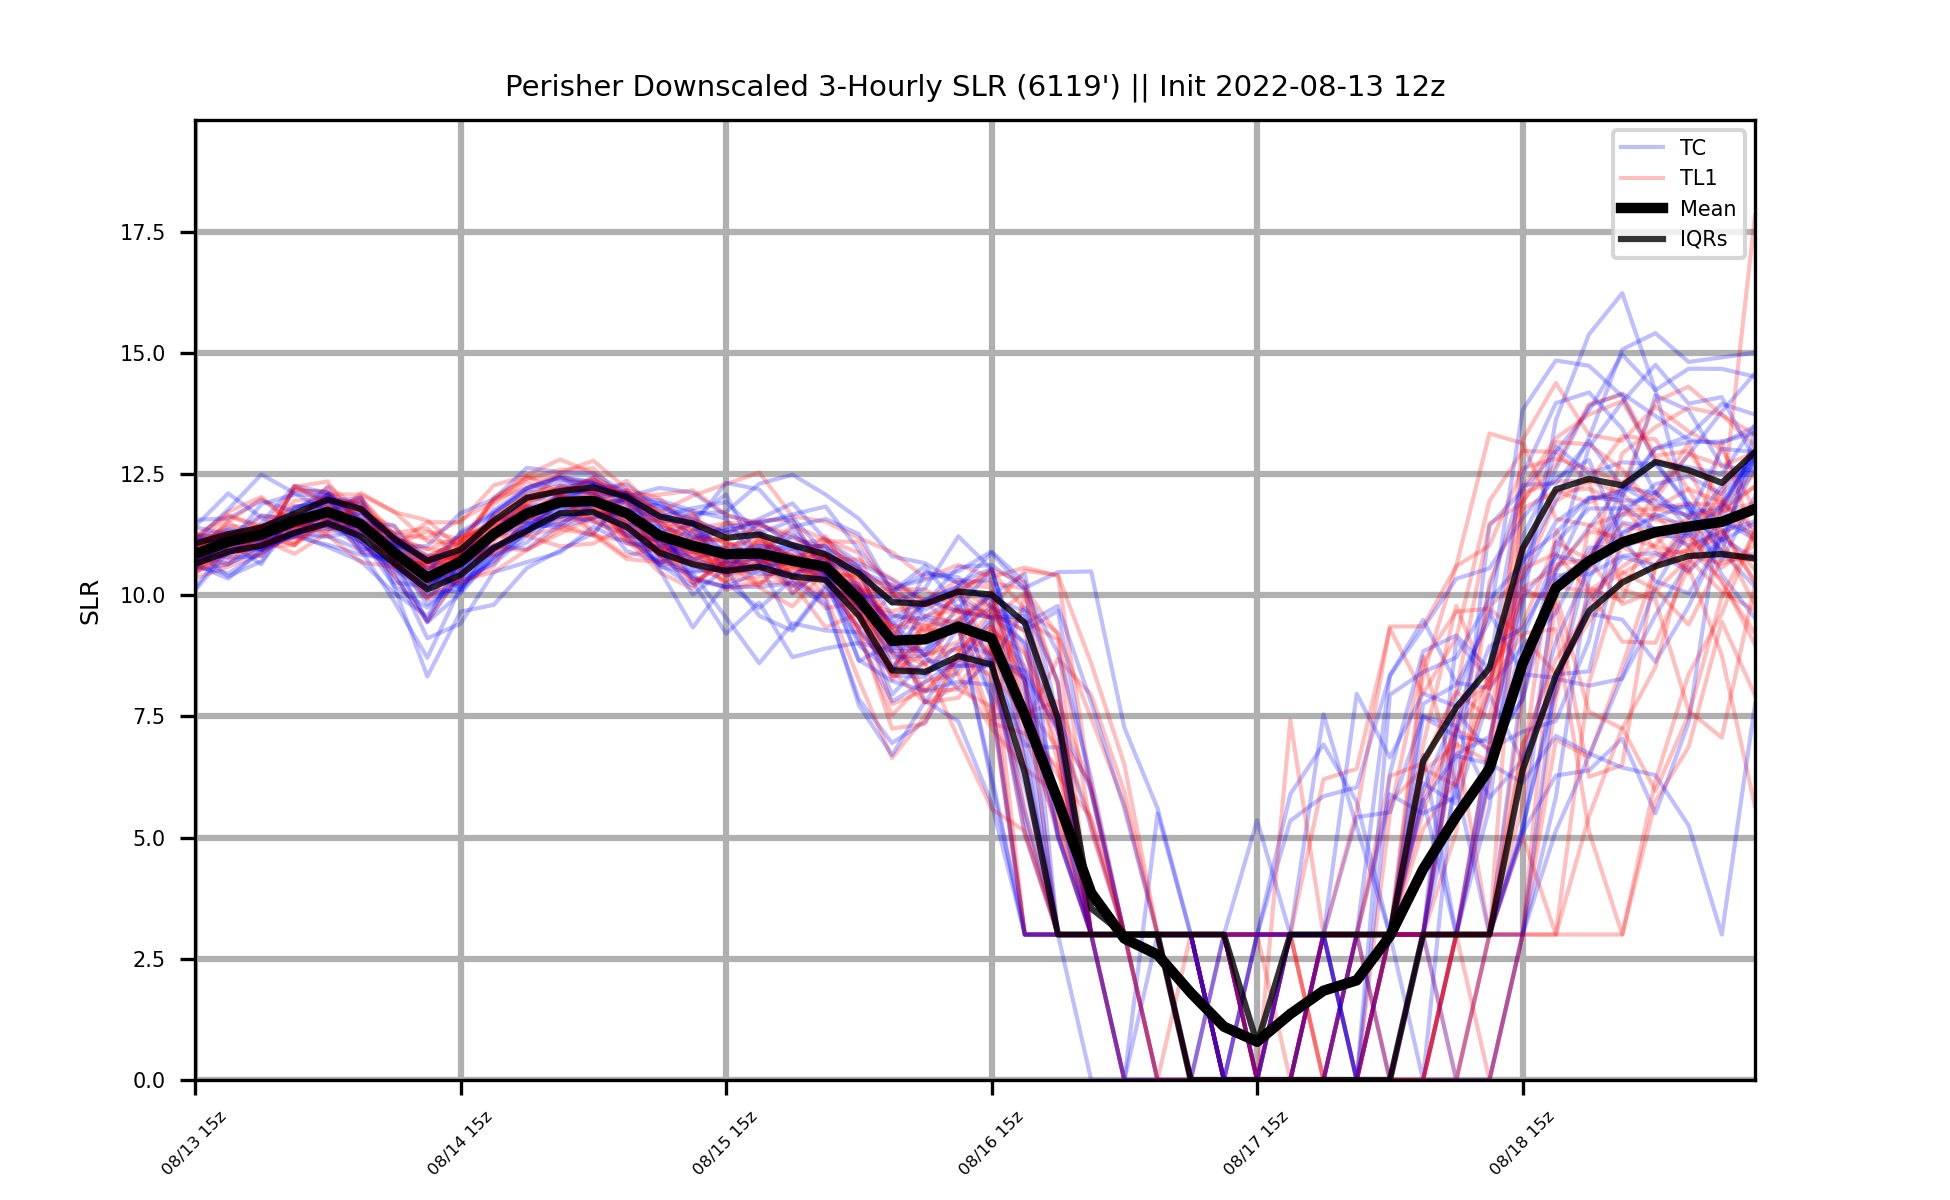 Perisher Downscaled 3-Hourly SLR (6119') || Init 2022-08-13 12z
TC
TL1
Mean
IQRs
SLR
17.5
15.0
12.5
10.0
7.5
5.0
2.5
0.0
08/13 15z
08/14 15z
08/15 15z
08/16 15z
08/17 15z
08/18 15z